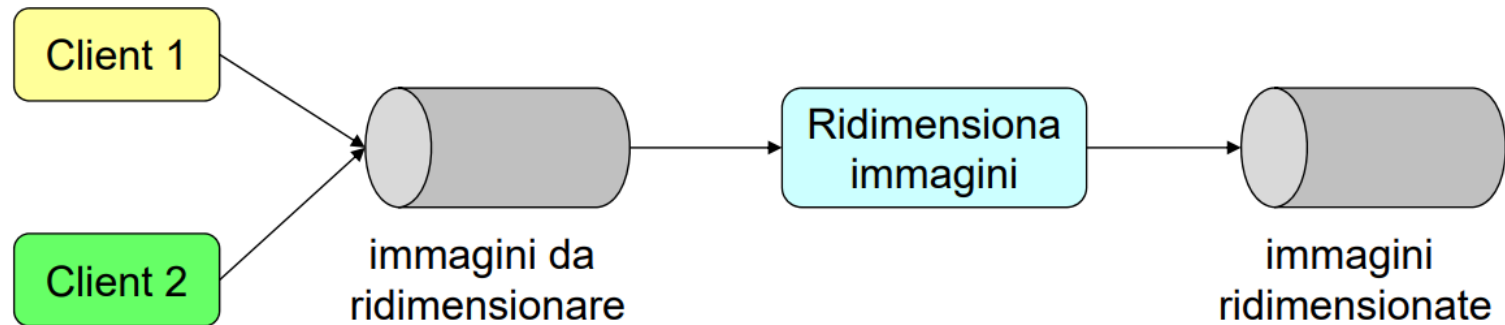 Client 1
Client 2
immagini da
ridimensionare
Ridimensiona
immagini
immagini
ridimensionate